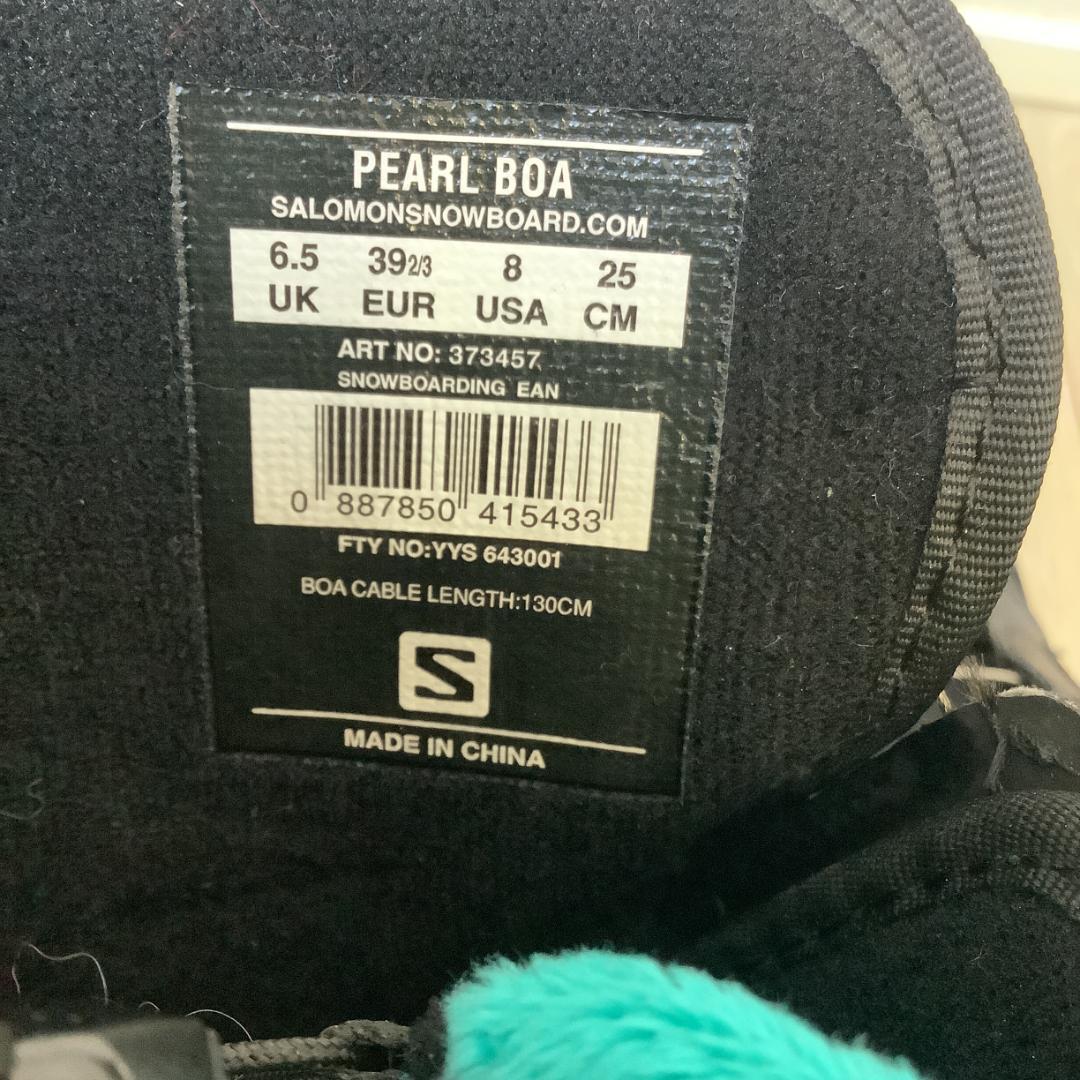 PEARL BOA
SALOMONSNOWBOARD.COM
6.5 39 2/3 8 25
UK EUR USA CM
ART NO: 373457
SNOWBOARDING EAN
0 887850 415433
FTY NO:YYS 643001
BOA CABLE LENGTH:130CM
S
MADE IN CHINA